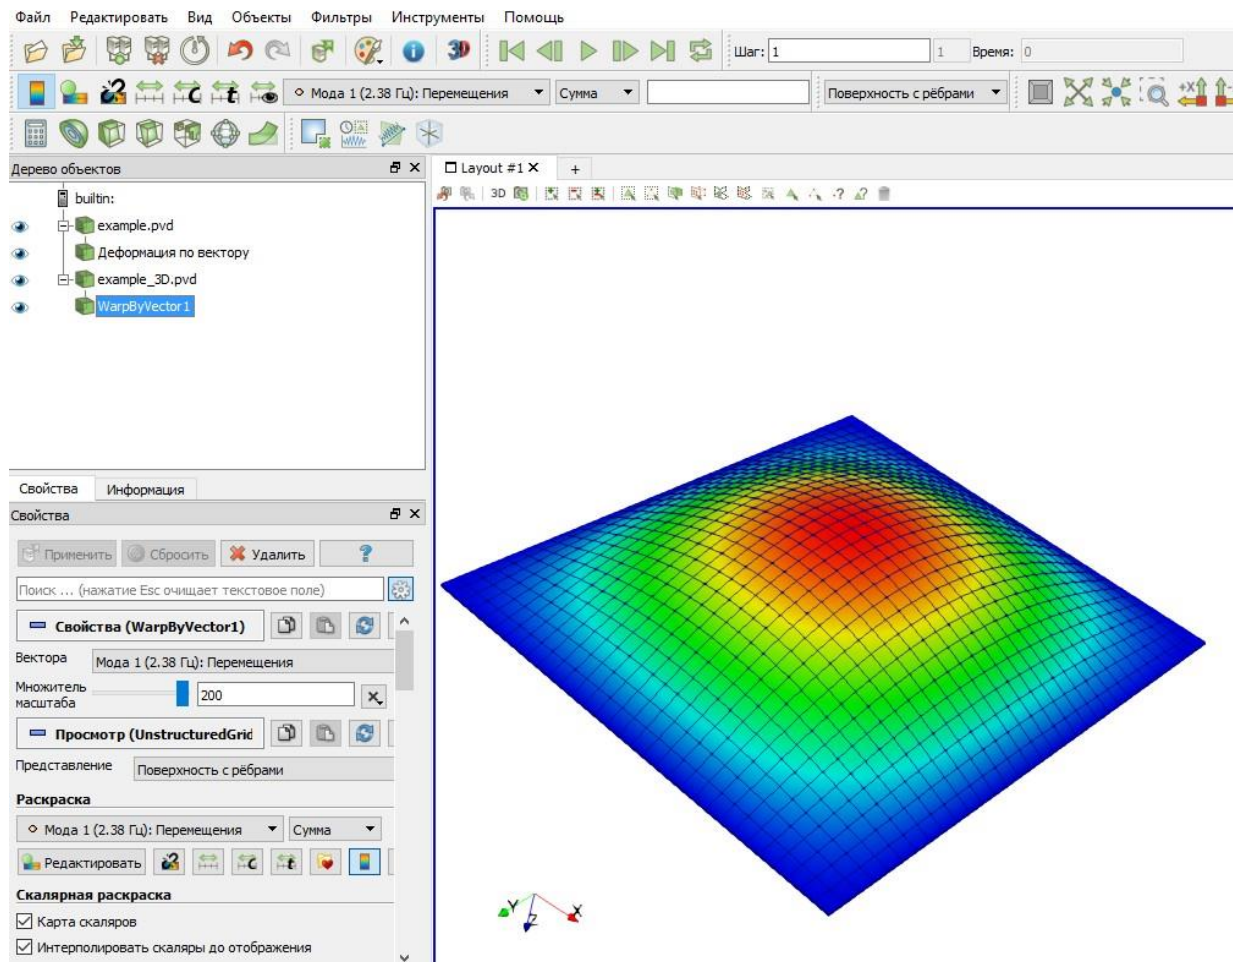 Файл Редактировать Вид Объекты Фильтры Инструменты Помощь
3D Шаг: 1 1 Время: 0
Мода 1 (2.38 Гц): Перемещения Сумма Поверхность с рёбрами +X
Дерево объектов
Layout #1 +
3D
builtin:
example.pvd
Деформация по вектору
example_3D.pvd
WarpByVector1
Свойства Информация
Свойства
Применить Сбросить Удалить ?
Поиск ... (нажатие Esc очищает текстовое поле)
Свойства (WarpByVector1)
Вектора Мода 1 (2.38 Гц): Перемещения
Множитель масштаба 200
Просмотр (UnstructuredGrid
Представление Поверхность с рёбрами
Раскраска
Мода 1 (2.38 Гц): Перемещения Сумма
Редактировать
Скалярная раскраска
Карта скаляров
Интерполировать скаляры до отображения
Y Z X